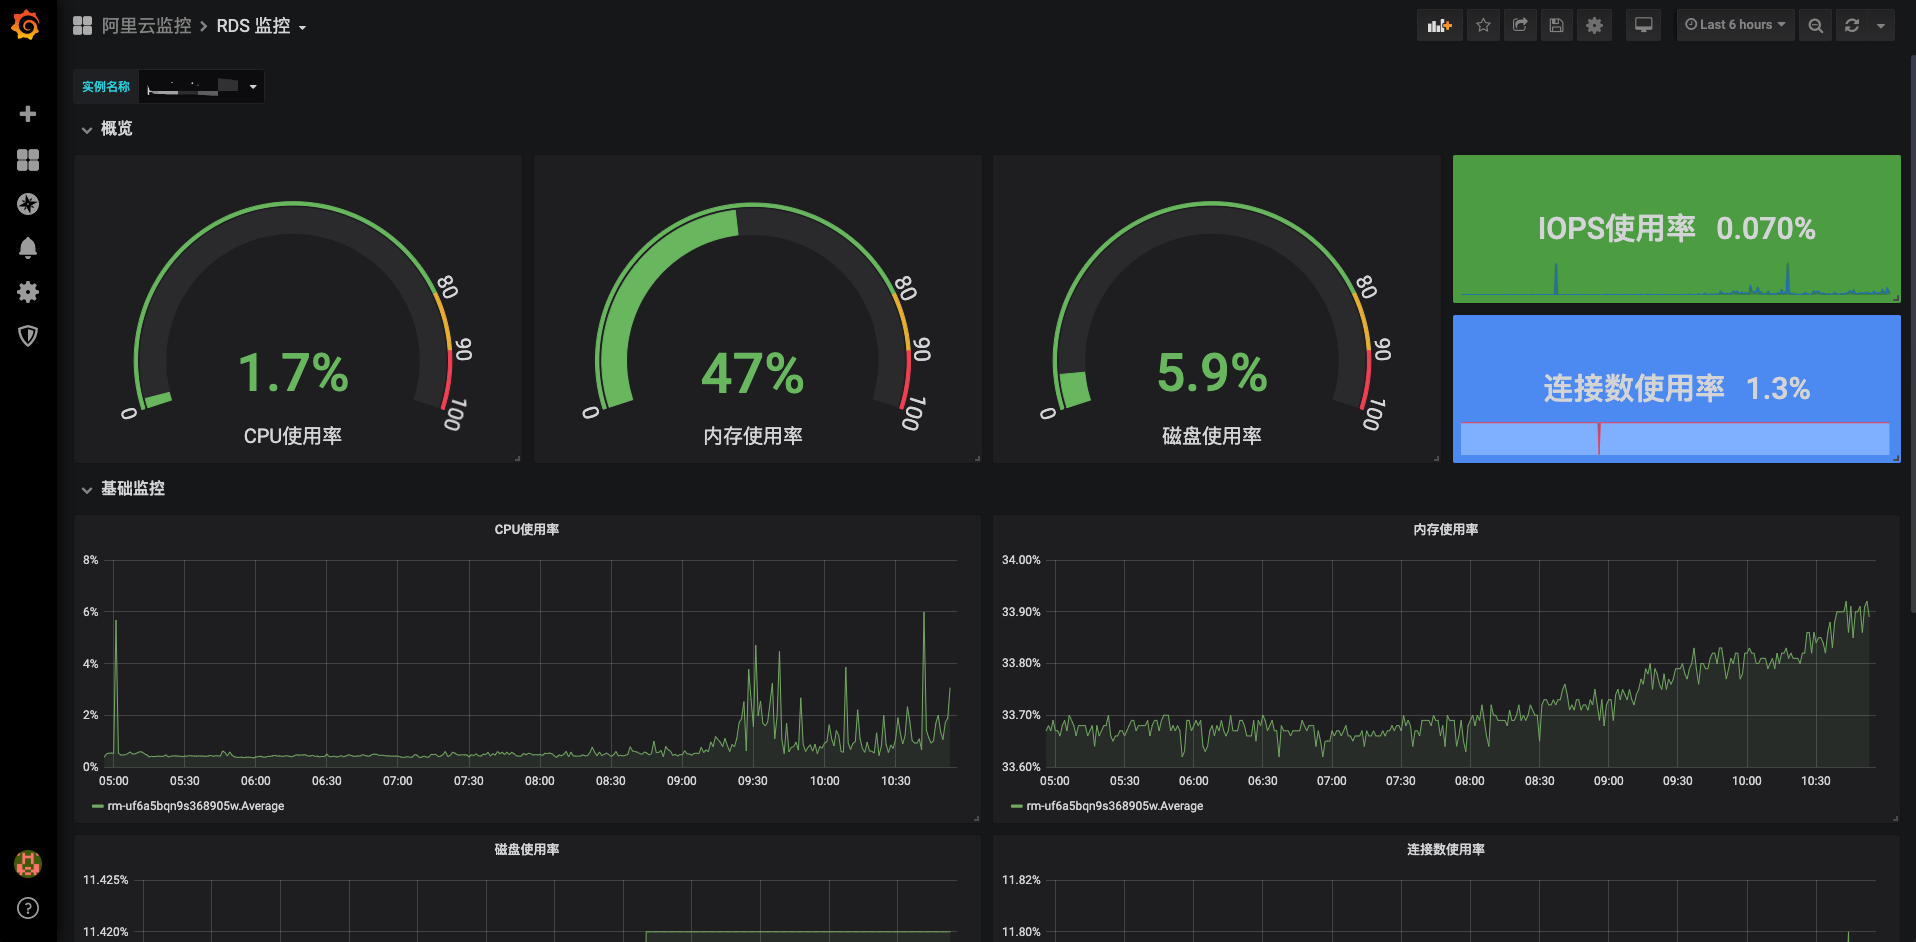 阿里云监控 > RDS 监控
Last 6 hours
实例名称
概览
0
80
90
100
1.7%
CPU使用率
0
80
90
100
47%
内存使用率
0
80
90
100
5.9%
磁盘使用率
IOPS使用率 0.070%
连接数使用率 1.3%
基础监控
CPU使用率
8%
6%
4%
2%
0%
05:00 05:30 06:00 06:30 07:00 07:30 08:00 08:30 09:00 09:30 10:00 10:30
rm-uf6a5bqn9s368905w.Average
内存使用率
34.00%
33.90%
33.80%
33.70%
33.60%
05:00 05:30 06:00 06:30 07:00 07:30 08:00 08:30 09:00 09:30 10:00 10:30
rm-uf6a5bqn9s368905w.Average
磁盘使用率
11.425%
11.420%
连接数使用率
11.82%
11.80%